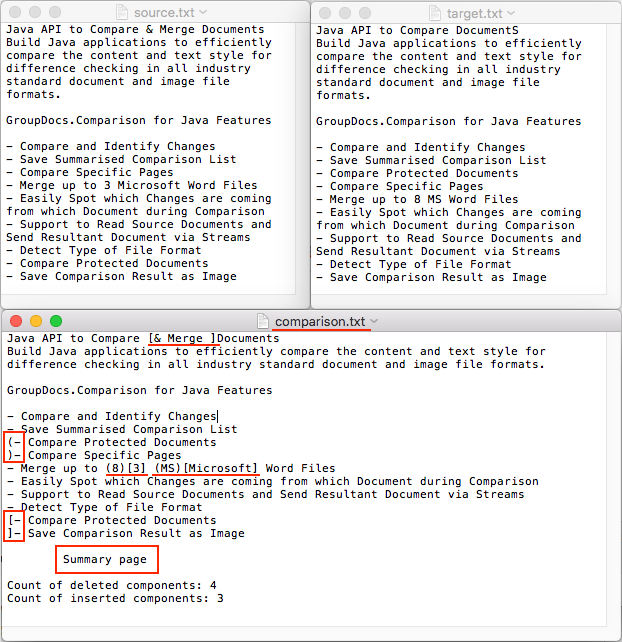 source.txt
Java API to Compare & Merge Documents
Build Java applications to efficiently
compare the content and text style for
difference checking in all industry
standard document and image file
formats.
GroupDocs.Comparison for Java Features
- Compare and Identify Changes
- Save Summarised Comparison List
- Compare Specific Pages
- Merge up to 3 Microsoft Word Files
- Easily Spot which Changes are coming
from which Document during Comparison
- Support to Read Source Documents and
Send Resultant Document via Streams
- Detect Type of File Format
- Compare Protected Documents
- Save Comparison Result as Image
target.txt
Java API to Compare DocumentS
Build Java applications to efficiently
compare the content and text style for
difference checking in all industry
standard document and image file
formats.
GroupDocs.Comparison for Java Features
- Compare and Identify Changes
- Save Summarised Comparison List
- Compare Protected Documents
- Compare Specific Pages
- Merge up to 8 MS Word Files
- Easily Spot which Changes are coming
from which Document during Comparison
- Support to Read Source Documents and
Send Resultant Document via Streams
- Detect Type of File Format
- Save Comparison Result as Image
comparison.txt
Java API to Compare [& Merge ]Documents
Build Java applications to efficiently compare the content and text style for
difference checking in all industry standard document and image file formats.
GroupDocs.Comparison for Java Features
- Compare and Identify Changes
- Save Summarised Comparison List
(- Compare Protected Documents
)- Compare Specific Pages
- Merge up to (8)[3] (MS)[Microsoft] Word Files
- Easily Spot which Changes are coming from which Document during Comparison
- Support to Read Source Documents and Send Resultant Document via Streams
- Detect Type of File Format
[- Compare Protected Documents
]- Save Comparison Result as Image
Summary page
Count of deleted components: 4
Count of inserted components: 3